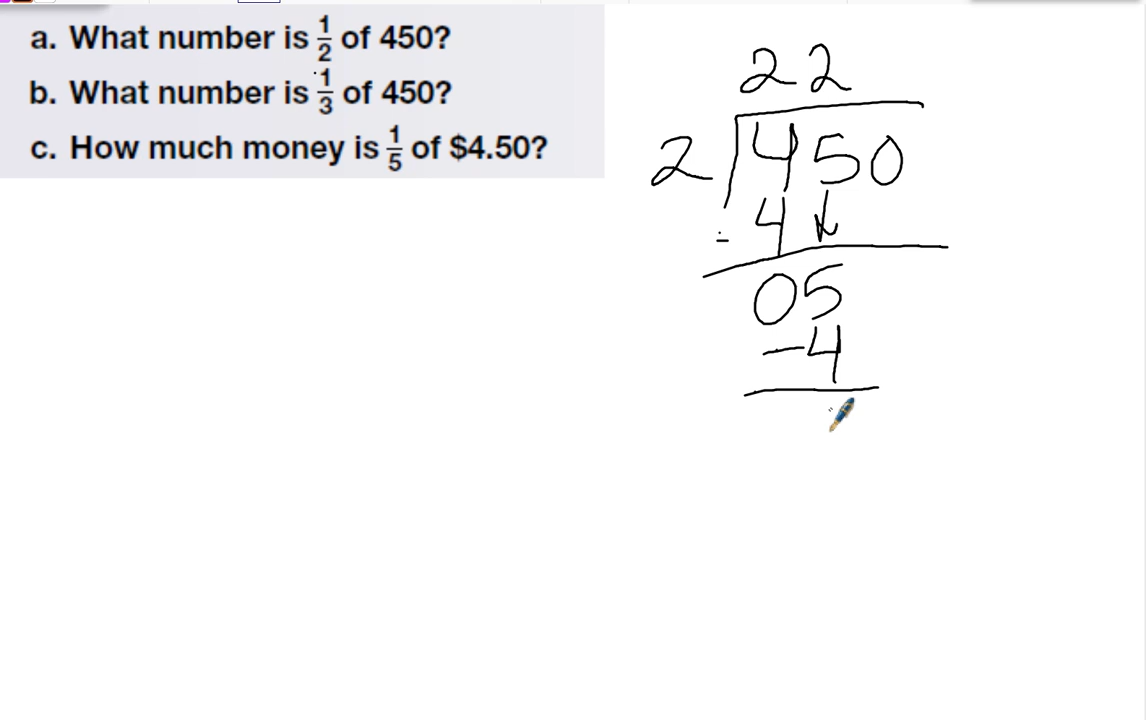 a. What number is 1/2 of 450?
b. What number is 1/3 of 450?
c. How much money is 1/5 of $4.50?
22
2 450
- 4
05
-4